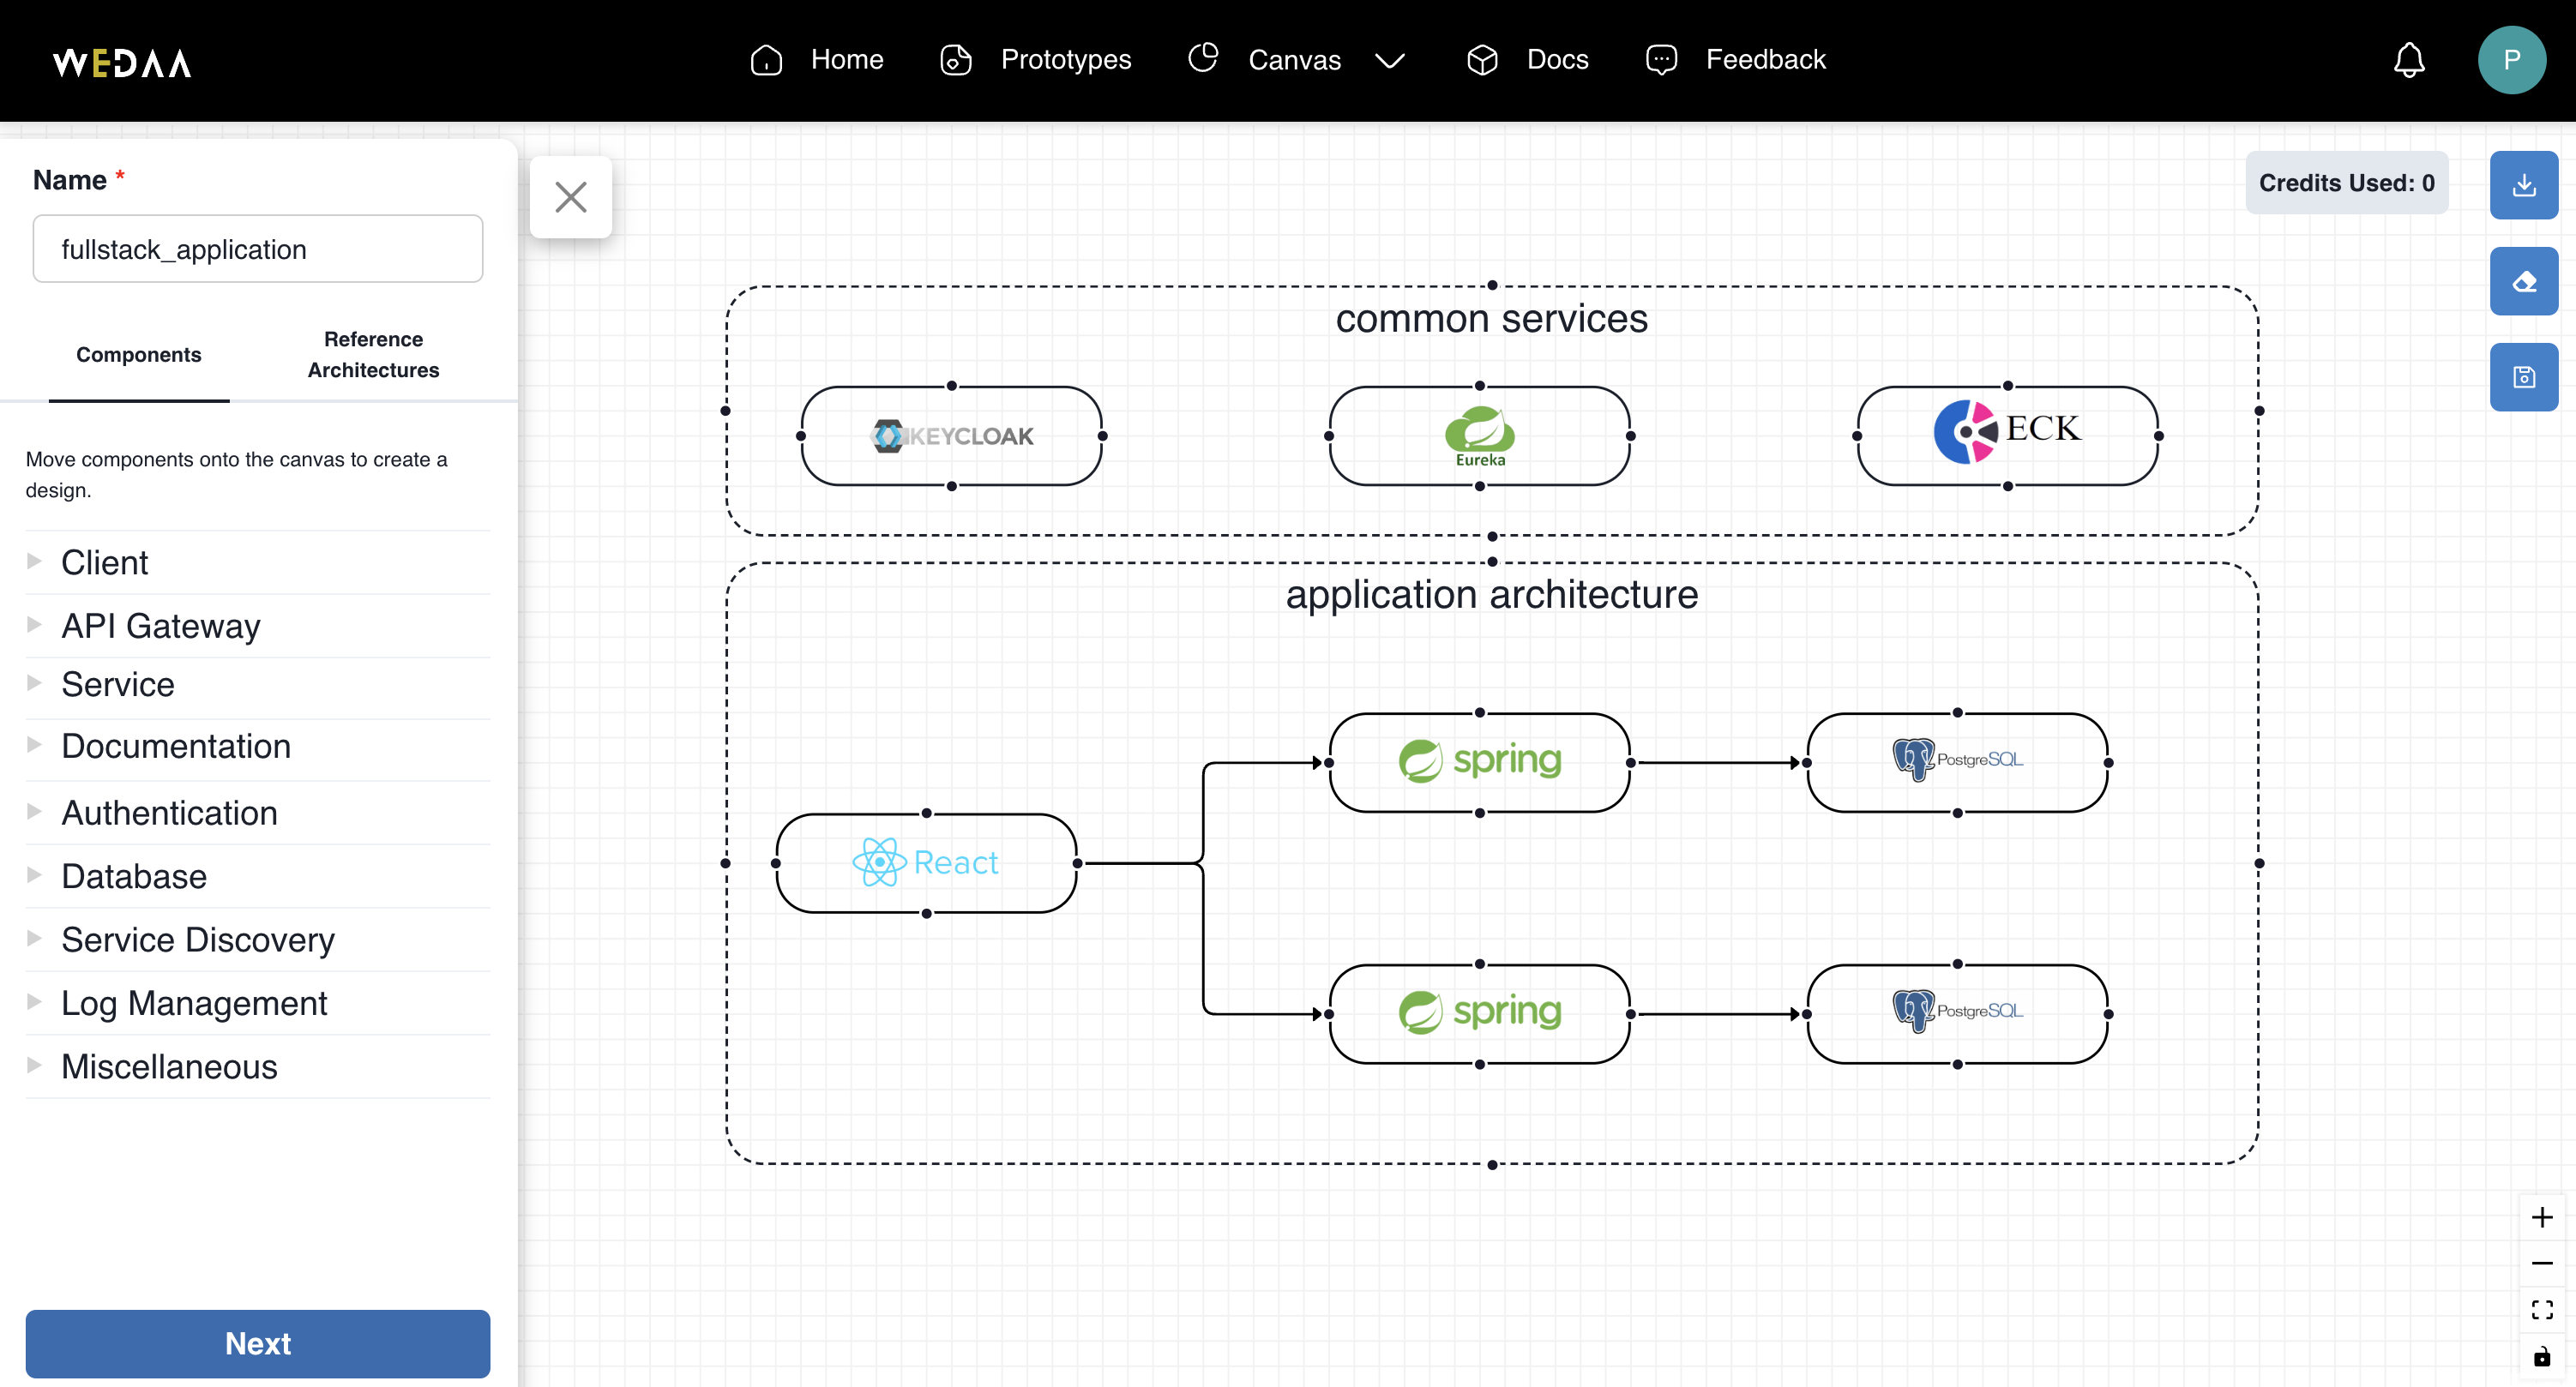 WEDAA
Home
Prototypes
Canvas
Docs
Feedback
P
Name *
fullstack_application
Components
Reference
Architectures
Move components onto the canvas to create a
design.
Client
API Gateway
Service
Documentation
Authentication
Database
Service Discovery
Log Management
Miscellaneous
Next
Credits Used: 0
common services
KEYCLOAK
Eureka
ECK
application architecture
spring
PostgreSQL
React
spring
PostgreSQL